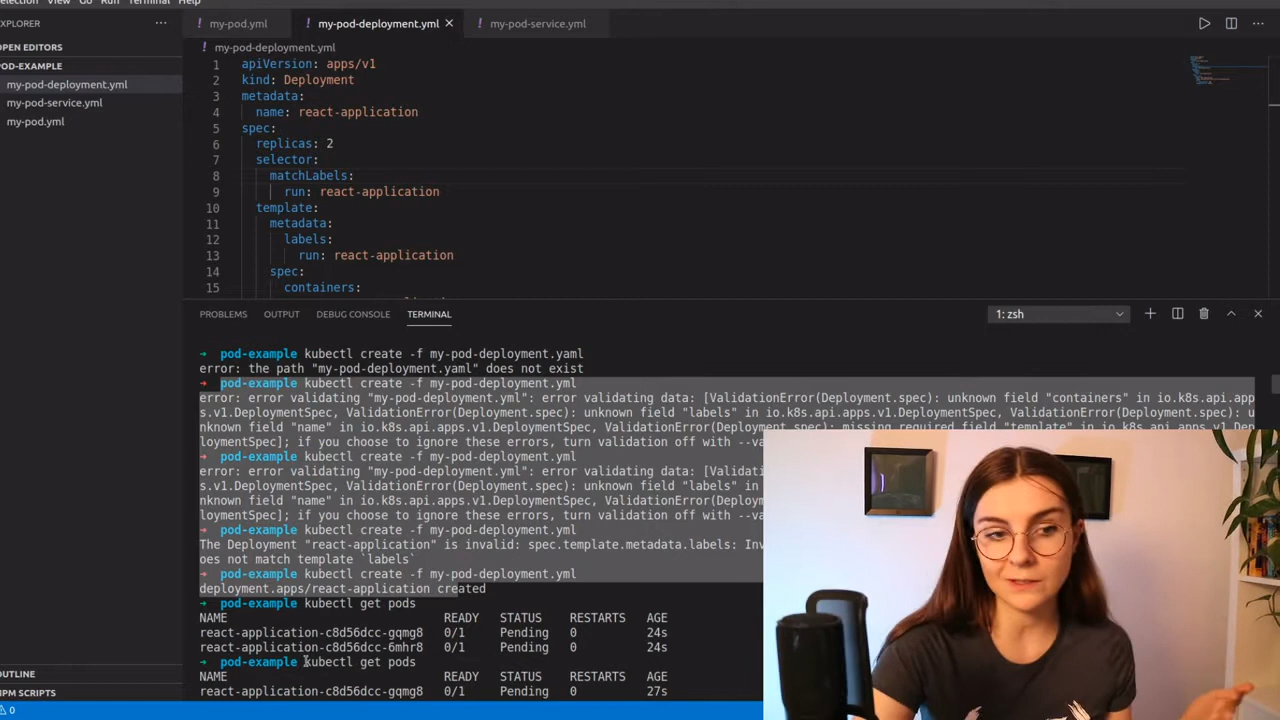 election View Go Run Terminal Help
EXPLORER
my-pod.yml
my-pod-deployment.yml
my-pod-service.yml
OPEN EDITORS
POD-EXAMPLE
my-pod-deployment.yml
my-pod-service.yml
my-pod.yml
OUTLINE
NPM SCRIPTS
0
my-pod-deployment.yml
1 apiVersion: apps/v1
2 kind: Deployment
3 metadata:
4 name: react-application
5 spec:
6 replicas: 2
7 selector:
8 matchLabels:
9 run: react-application
10 template:
11 metadata:
12 labels:
13 run: react-application
14 spec:
15 containers:
PROBLEMS OUTPUT DEBUG CONSOLE TERMINAL
1: zsh
➜ pod-example kubectl create -f my-pod-deployment.yaml
error: the path "my-pod-deployment.yaml" does not exist
➜ pod-example kubectl create -f my-pod-deployment.yml
error: error validating "my-pod-deployment.yml": error validating data: [ValidationError(Deployment.spec): unknown field "containers" in io.k8s.api.app
s.v1.DeploymentSpec, ValidationError(Deployment.spec): unknown field "labels" in io.k8s.api.apps.v1.DeploymentSpec, ValidationError(Deployment.spec): u
nknown field "name" in io.k8s.api.apps.v1.DeploymentSpec, ValidationError(Deployment.spec): missing required field "template" in io.k8s.api.apps.v1.Dep
loymentSpec]; if you choose to ignore these errors, turn validation off with --va
➜ pod-example kubectl create -f my-pod-deployment.yml
error: error validating "my-pod-deployment.yml": error validating data: [Validati
s.v1.DeploymentSpec, ValidationError(Deployment.spec): unknown field "labels" in
nknown field "name" in io.k8s.api.apps.v1.DeploymentSpec, ValidationError(Deploym
loymentSpec]; if you choose to ignore these errors, turn validation off with --va
➜ pod-example kubectl create -f my-pod-deployment.yml
The Deployment "react-application" is invalid: spec.template.metadata.labels: Inv
oes not match template `labels`
➜ pod-example kubectl create -f my-pod-deployment.yml
deployment.apps/react-application created
➜ pod-example kubectl get pods
NAME READY STATUS RESTARTS AGE
react-application-c8d56dcc-gqmg8 0/1 Pending 0 24s
react-application-c8d56dcc-6mhr8 0/1 Pending 0 24s
➜ pod-example kubectl get pods
NAME READY STATUS RESTARTS AGE
react-application-c8d56dcc-gqmg8 0/1 Pending 0 27s